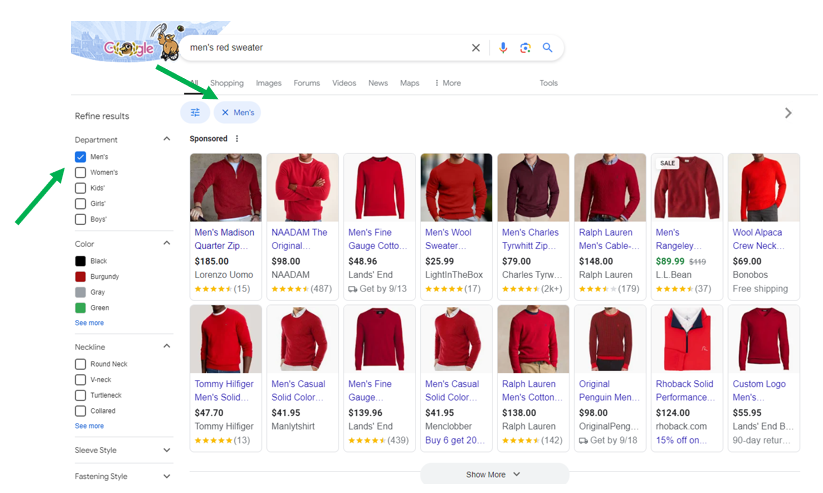 Google
men's red sweater
All Shopping Images Forums Videos News Maps More Tools
Refine results
Men's
Department
Men's
Women's
Kids'
Girls'
Boys'
Color
Black
Burgundy
Gray
Green
See more
Neckline
Round Neck
V-neck
Turtleneck
Collared
See more
Sleeve Style
Fastening Style
Sponsored
Men's Madison
Quarter Zip...
$185.00
Lorenzo Uomo
(15)
NAADAM The
Original...
$98.00
NAADAM
(487)
Men's Fine
Gauge Cotto...
$48.96
Lands' End
Get by 9/13
Men's Wool
Sweater...
$25.99
LightInTheBox
(17)
Men's Charles
Tyrwhitt Zip...
$79.00
Charles Tyrw...
(2k+)
Ralph Lauren
Men's Cable-...
$148.00
Ralph Lauren
(179)
SALE
Men's
Rangeley...
$89.99 $119
L.L.Bean
(37)
Wool Alpaca
Crew Neck...
$69.00
Bonobos
Free shipping
Tommy Hilfiger
Men's Solid...
$47.70
Tommy Hilfiger
(13)
Men's Casual
Solid Color...
$41.95
Manlytshirt
Men's Fine
Gauge...
$139.96
Lands' End
(439)
Men's Casual
Solid Color...
$41.95
Menclobber
Buy 6 get 20...
Ralph Lauren
Men's Cotton...
$138.00
Ralph Lauren
(142)
Original
Penguin Men...
$98.00
OriginalPeng...
Get by 9/18
Rhoback Solid
Performance...
$124.00
rhoback.com
15% off on...
Custom Logo
Men's...
$55.95
Lands' End B...
90-day retur...
Show More